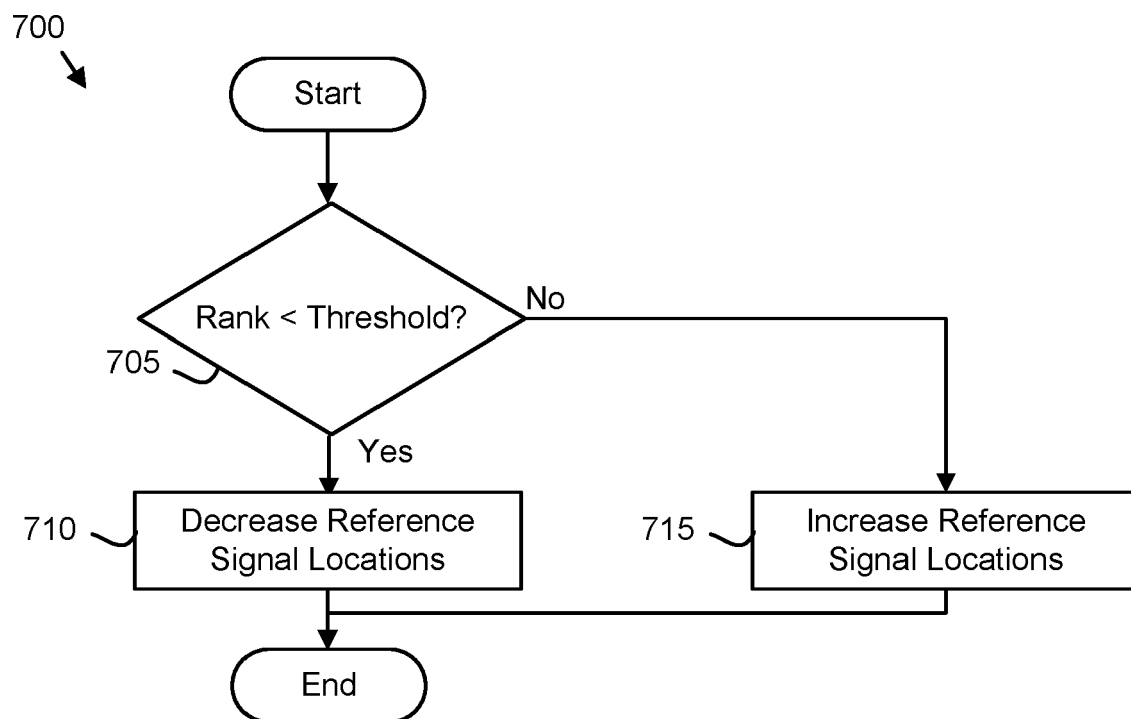 700
Start
Rank < Threshold?
No
705
Yes
710
Decrease Reference
Signal Locations
715
Increase Reference
Signal Locations
End